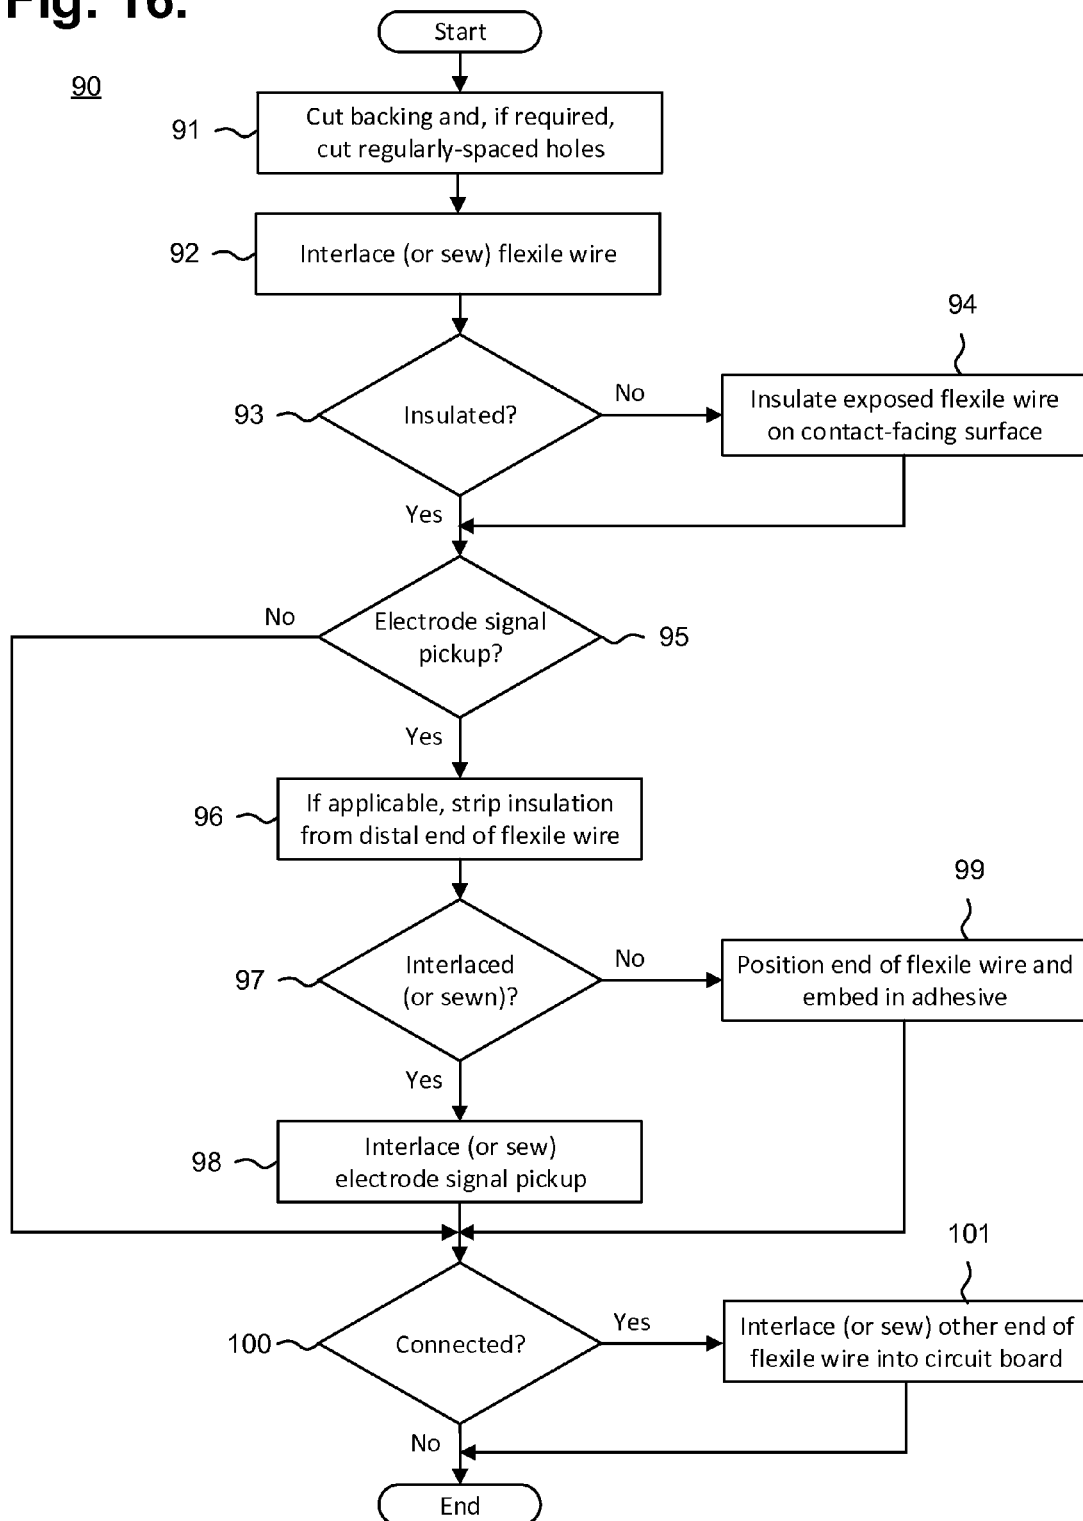 Fig. 16.
90
Start
91
Cut backing and, if required,
cut regularly-spaced holes
92
Interlace (or sew) flexile wire
94
93
Insulated?
No
Insulate exposed flexile wire
on contact-facing surface
Yes
No
Electrode signal
pickup?
95
Yes
96
If applicable, strip insulation
from distal end of flexile wire
99
97
Interlaced
(or sewn)?
No
Position end of flexile wire and
embed in adhesive
Yes
98
Interlace (or sew)
electrode signal pickup
101
100
Connected?
Yes
Interlace (or sew) other end of
flexile wire into circuit board
No
End